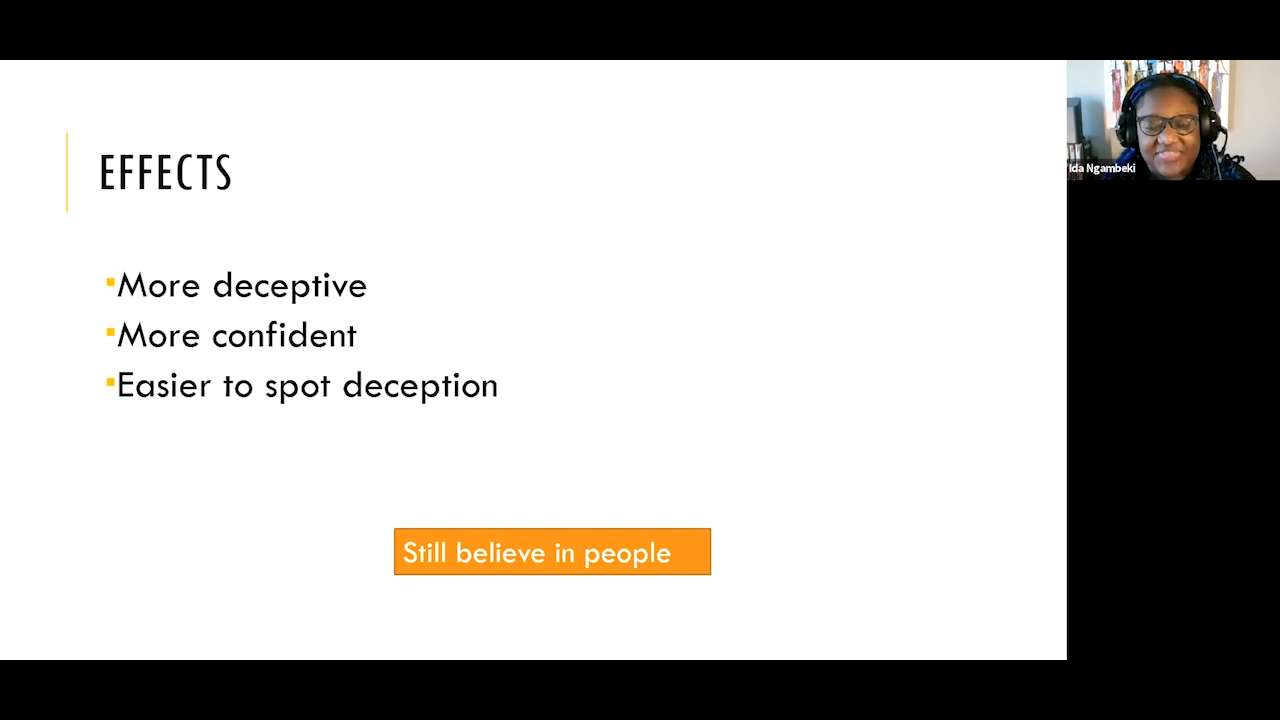 EFFECTS
More deceptive
More confident
Easier to spot deception
Still believe in people
Ida Ngambeki